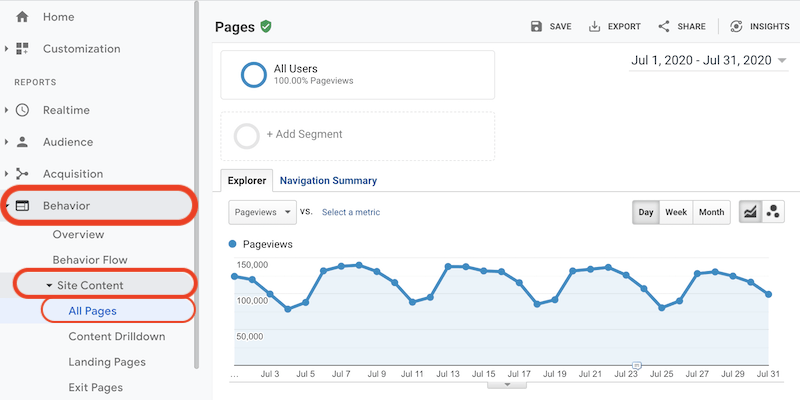 Home
Customization
REPORTS
Realtime
Audience
Acquisition
Behavior
Overview
Behavior Flow
Site Content
All Pages
Content Drilldown
Landing Pages
Exit Pages
Pages
SAVE
EXPORT
SHARE
INSIGHTS
All Users
100.00% Pageviews
Jul 1, 2020 - Jul 31, 2020
+ Add Segment
Explorer
Navigation Summary
Pageviews
VS.
Select a metric
Day
Week
Month
Pageviews
150,000
100,000
50,000
... Jul 3 Jul 5 Jul 7 Jul 9 Jul 11 Jul 13 Jul 15 Jul 17 Jul 19 Jul 21 Jul 23 Jul 25 Jul 27 Jul 29 Jul 31